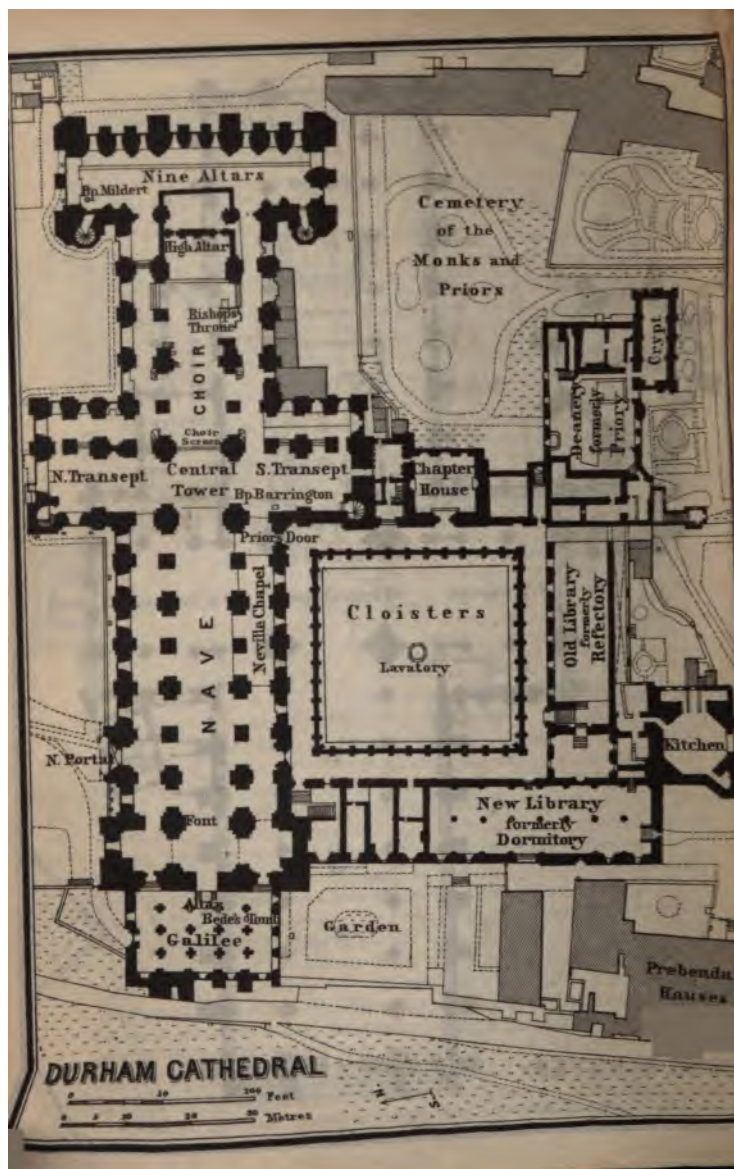 Nine Altars
Bp. Mildert
High Altar
Cemetery
of the
Monks and
Priors
Bishop's
Throne
CHOIR
Choir
Screen
Crypt
Deanery
formerly
Priory
N. Transept
Central
Tower
S. Transept
Bp. Barrington
Chapter
House
Priors Door
NAVE
Neville Chapel
Cloisters
Lavatory
Old Library
formerly
Refectory
N. Portal
Kitchen
Font
New Library
formerly
Dormitory
Altar
Bede's Tomb
Galilee
Garden
Prebenda
Houses
DURHAM CATHEDRAL
Feet
Metres
N.
S.